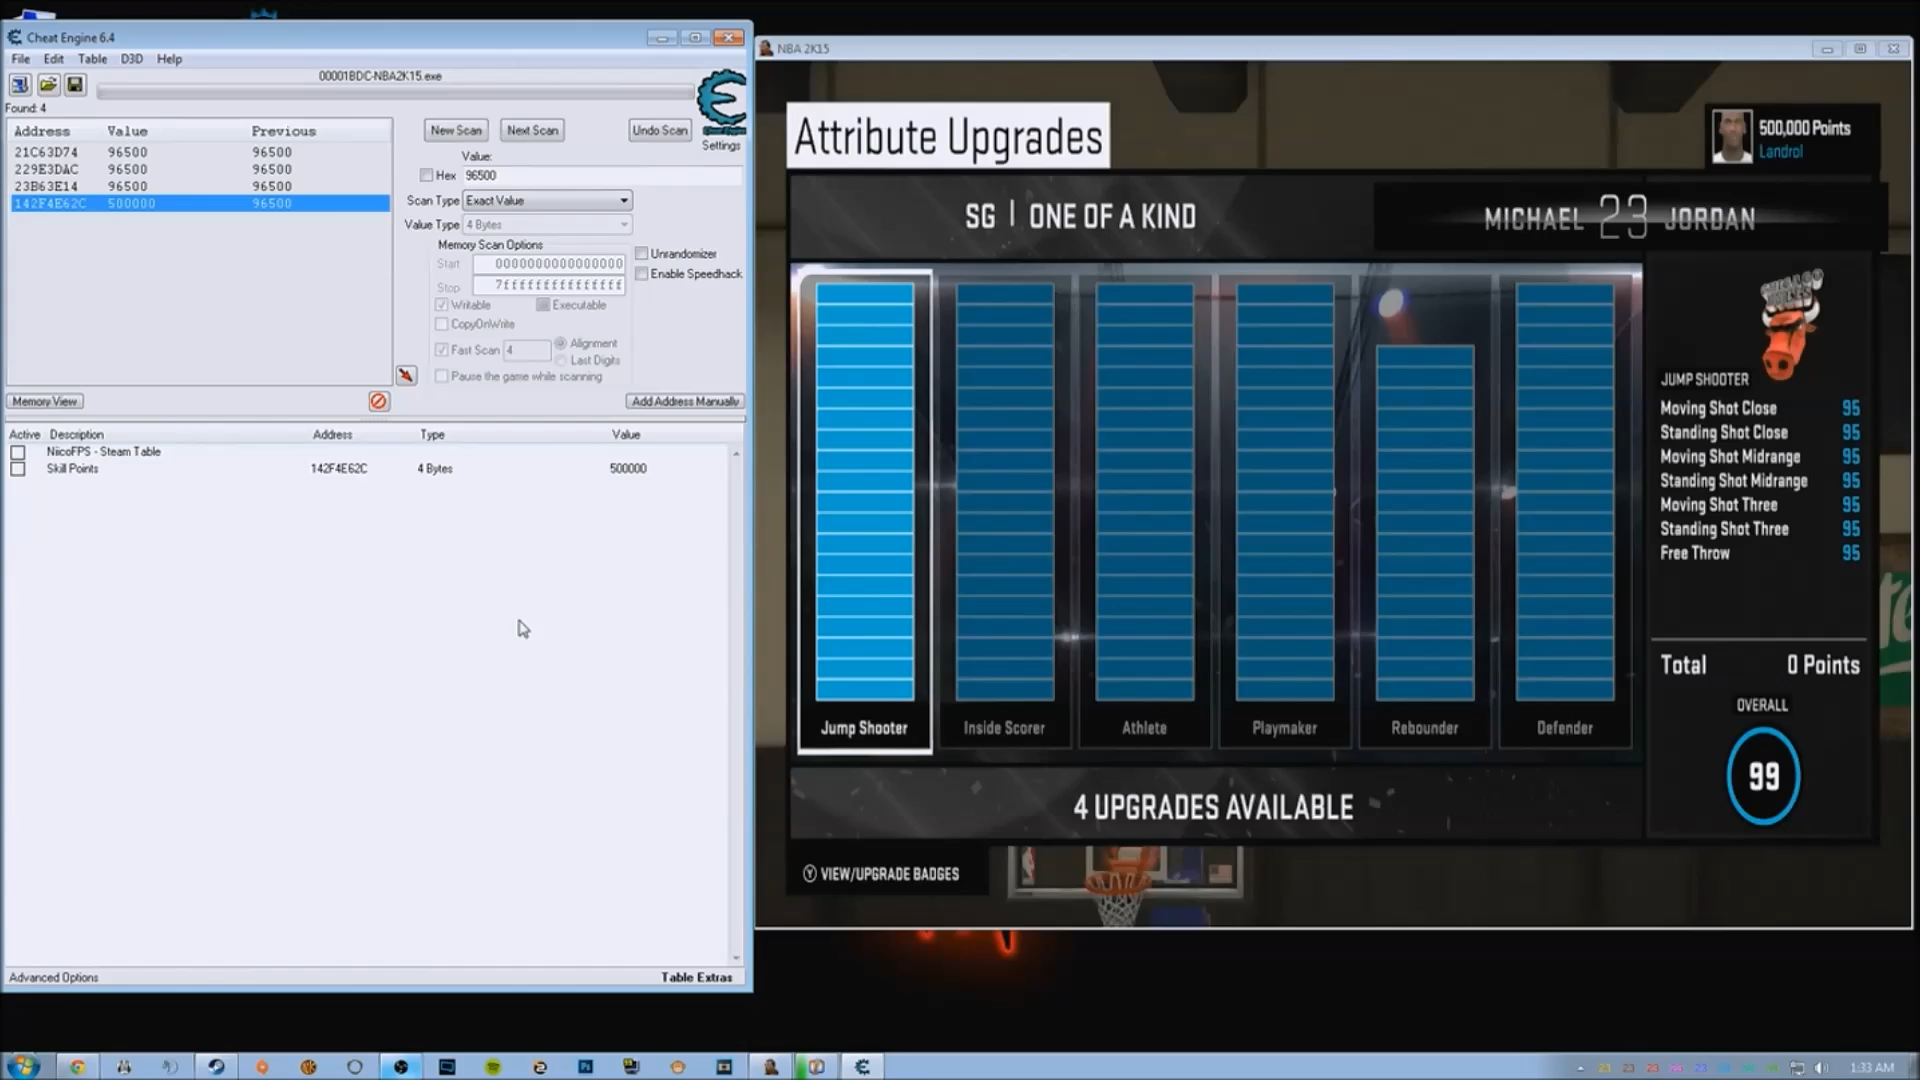 Cheat Engine 6.4
File Edit Table D3D Help
00001BDC-NBA2K15.exe
Found: 4
Address Value Previous
21C63D74 96500 96500
229E3DAC 96500 96500
23B63E14 96500 96500
142F4E62C 500000 96500
New Scan Next Scan Undo Scan
Settings
Value:
Hex 96500
Scan Type Exact Value
Value Type 4 Bytes
Memory Scan Options
Start 0000000000000000
Stop 7fffffffffffffff
Unrandomizer
Enable Speedhack
Writable Executable
CopyOnWrite
Fast Scan 4 Alignment
Last Digits
Pause the game while scanning
Memory View Add Address Manually
Active Description Address Type Value
NiicoFPS - Steam Table
Skill Points 142F4E62C 4 Bytes 500000
Advanced Options Table Extras
NBA 2K15
Attribute Upgrades
500,000 Points
Landrol
SG | ONE OF A KIND
MICHAEL 23 JORDAN
JUMP SHOOTER
Moving Shot Close 95
Standing Shot Close 95
Moving Shot Midrange 95
Standing Shot Midrange 95
Moving Shot Three 95
Standing Shot Three 95
Free Throw 95
Total 0 Points
OVERALL
99
Jump Shooter Inside Scorer Athlete Playmaker Rebounder Defender
4 UPGRADES AVAILABLE
Y VIEW/UPGRADE BADGES
1:33 AM